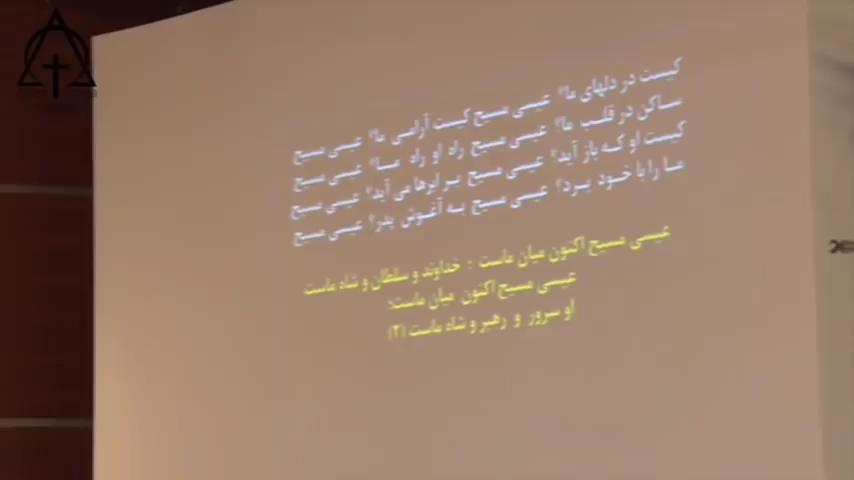 کیست در دلهای ما؟ عیسی مسیح کیست آرامی ما؟ عیسی مسیح
ساکن در قلب ما؟ عیسی مسیح راه او راه ما؟ عیسی مسیح
کیست او که باز آید؟ عیسی مسیح بر ابرها می آید؟ عیسی مسیح
ما را با خود برد؟ عیسی مسیح به آغوش پدر؟ عیسی مسیح
عیسی مسیح اکنون میان ماست : خداوند و سلطان و شاه ماست
عیسی مسیح اکنون میان ماست:
او سرور و رهبر و شاه ماست (۲)